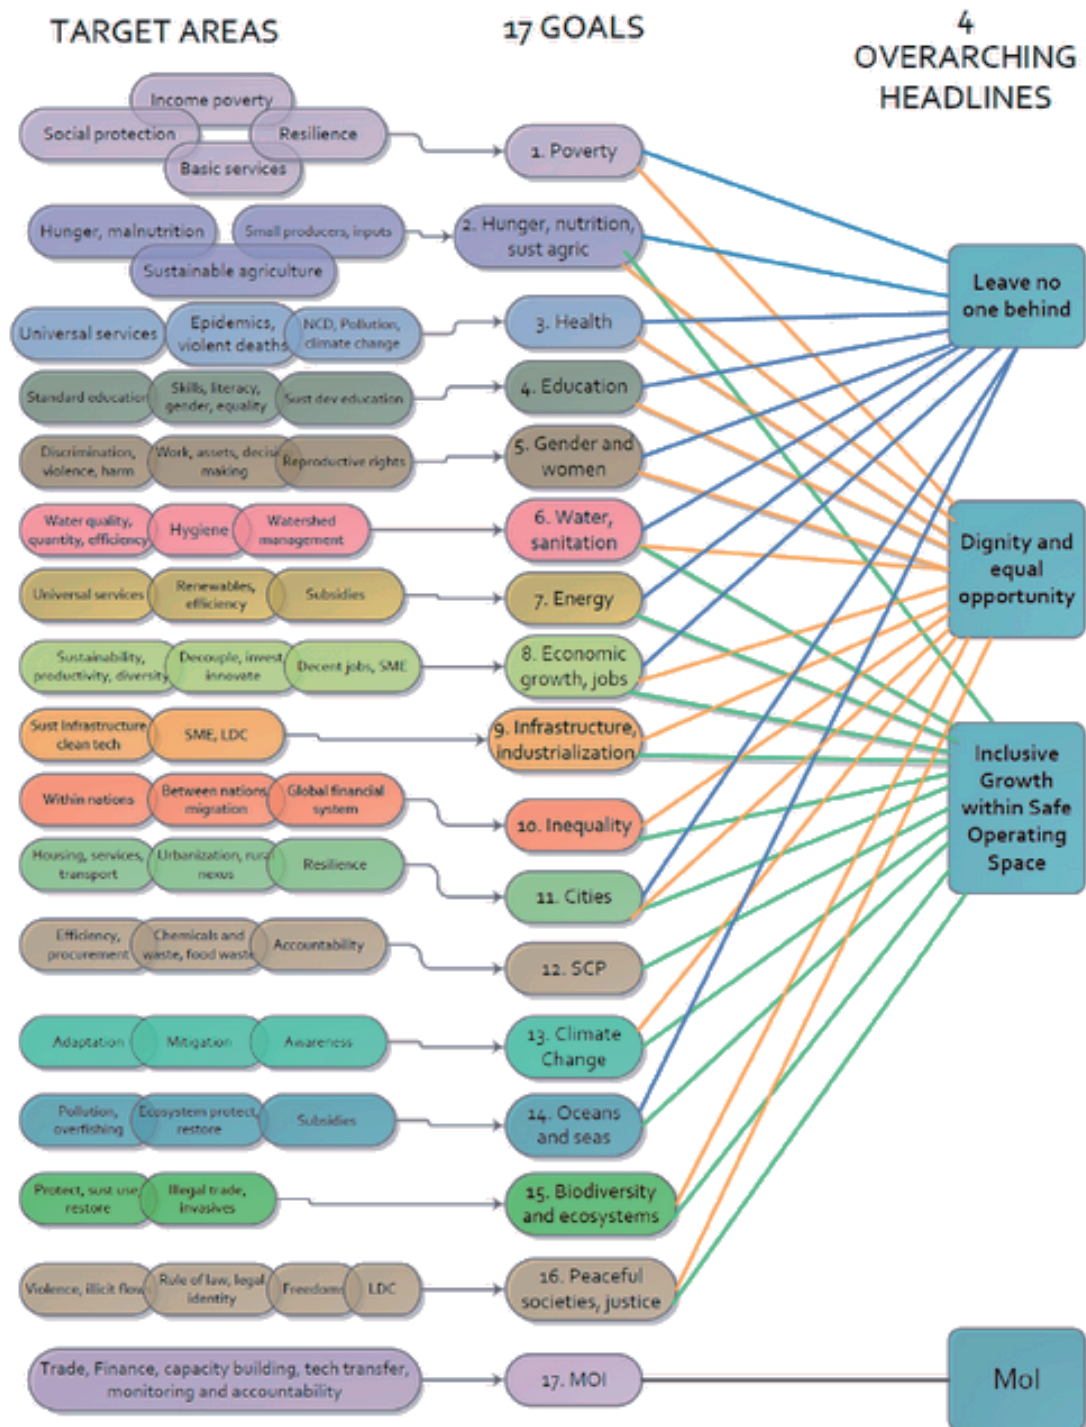 TARGET AREAS
17 GOALS
4
OVERARCHING
HEADLINES
Income poverty
Social protection
Resilience
Basic services
1. Poverty
Hunger, malnutrition
Small producers, inputs
Sustainable agriculture
2. Hunger, nutrition,
sust agric
Leave no
one behind
Universal services
Epidemics,
violent deaths
NCD, Pollution,
climate change
3. Health
Standard education
Skills, literacy,
gender, equality
Sust dev education
4. Education
Discrimination,
violence, harm
Work, assets, decisi
making
Reproductive rights
5. Gender and
women
Water quality,
quantity, efficiency
Hygiene
Watershed
management
6. Water,
sanitation
Dignity and
equal
opportunity
Universal services
Renewables,
efficiency
Subsidies
7. Energy
Sustainability,
productivity, diversity
Decouple, invest,
innovate
Decent jobs, SME
8. Economic
growth, jobs
Sust Infrastructure
clean tech
SME, LDC
9. Infrastructure,
industrialization
Inclusive
Growth
within Safe
Operating
Space
Within nations
Between nations,
migration
Global financial
system
10. Inequality
Housing, services,
transport
Urbanization, rural
nexus
Resilience
11. Cities
Efficiency,
procurement
Chemicals and
waste, food waste
Accountability
12. SCP
Adaptation
Mitigation
Awareness
13. Climate
Change
Pollution,
overfishing
Ecosystem protect,
restore
Subsidies
14. Oceans
and seas
Protect, sust use,
restore
Illegal trade,
invasives
15. Biodiversity
and ecosystems
Violence, illicit flows
Rule of law, legal
identity
Freedoms
LDC
16. Peaceful
societies, justice
Trade, Finance, capacity building, tech transfer,
monitoring and accountability
17. MOI
MoI